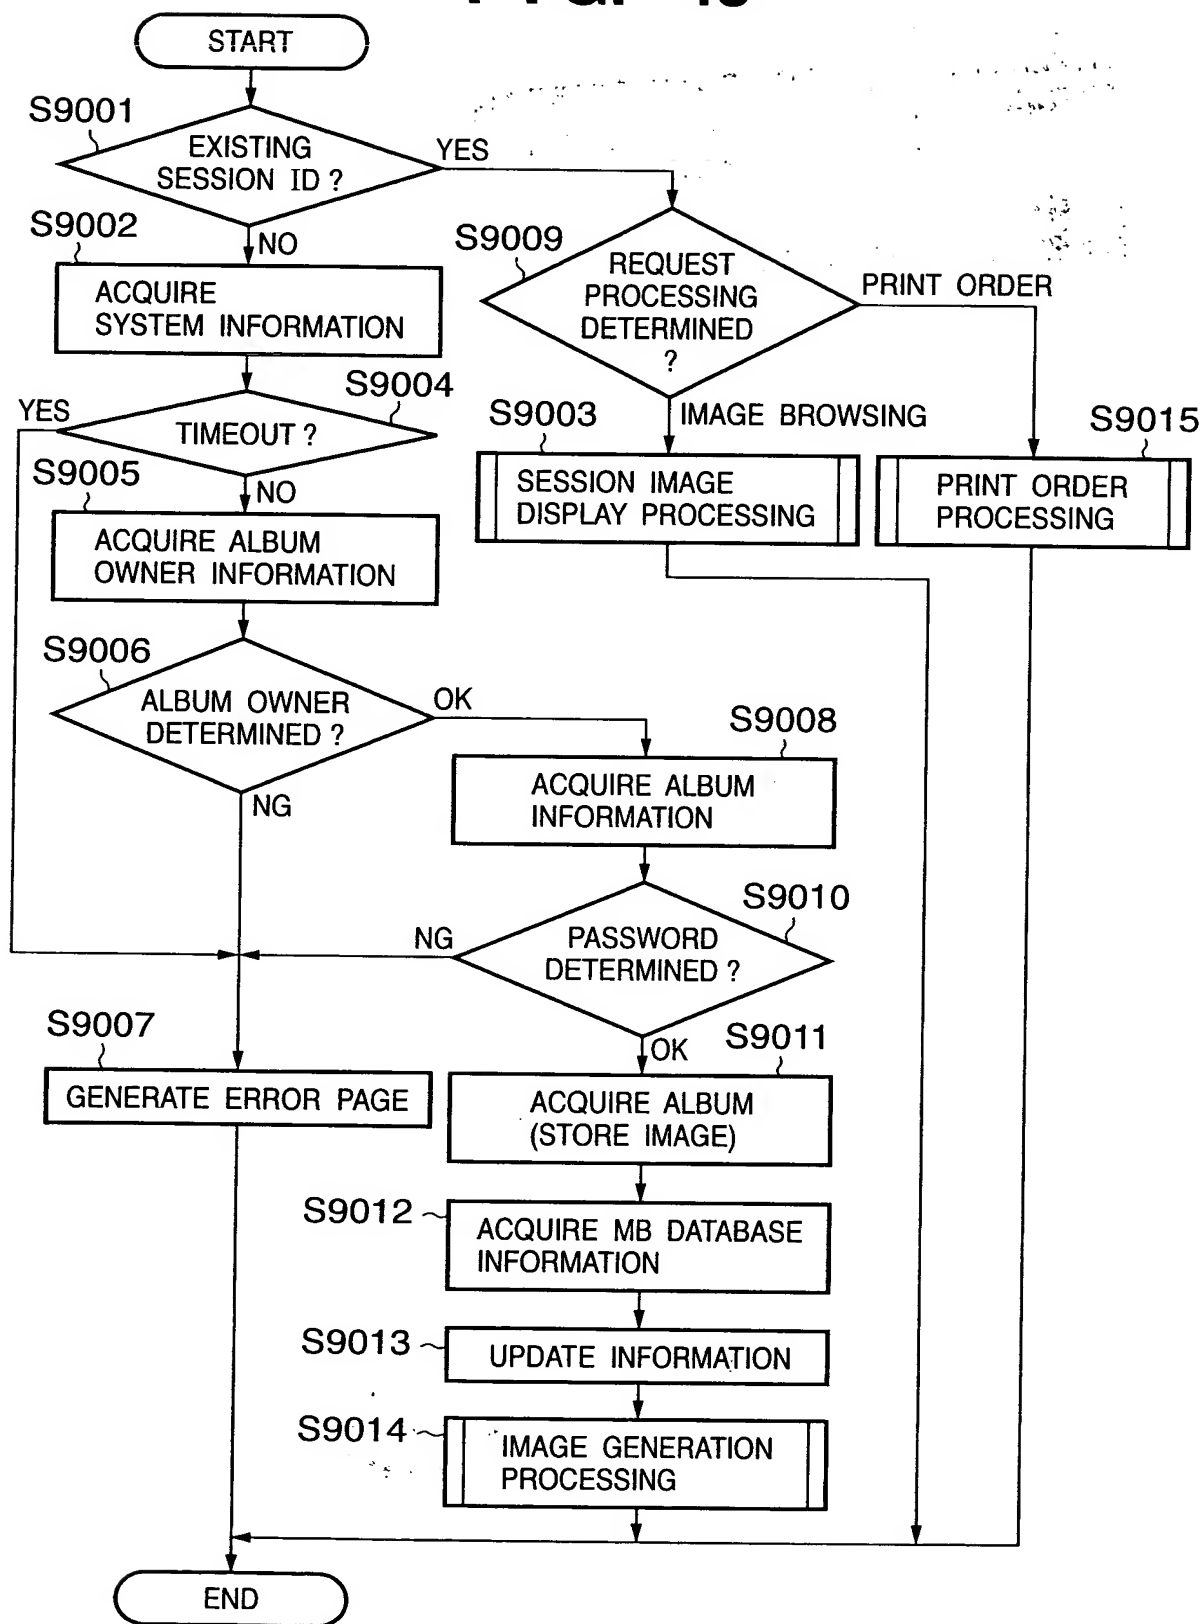 START
S9001
EXISTING
SESSION ID ?
YES
NO
S9002
ACQUIRE
SYSTEM INFORMATION
S9009
REQUEST
PROCESSING
DETERMINED
?
PRINT ORDER
IMAGE BROWSING
S9004
YES
TIMEOUT ?
NO
S9003
SESSION IMAGE
DISPLAY PROCESSING
S9015
PRINT ORDER
PROCESSING
S9005
ACQUIRE ALBUM
OWNER INFORMATION
S9006
ALBUM OWNER
DETERMINED ?
OK
NG
S9008
ACQUIRE ALBUM
INFORMATION
S9010
NG
PASSWORD
DETERMINED ?
OK
S9007
GENERATE ERROR PAGE
S9011
ACQUIRE ALBUM
(STORE IMAGE)
S9012
ACQUIRE MB DATABASE
INFORMATION
S9013
UPDATE INFORMATION
S9014
IMAGE GENERATION
PROCESSING
END